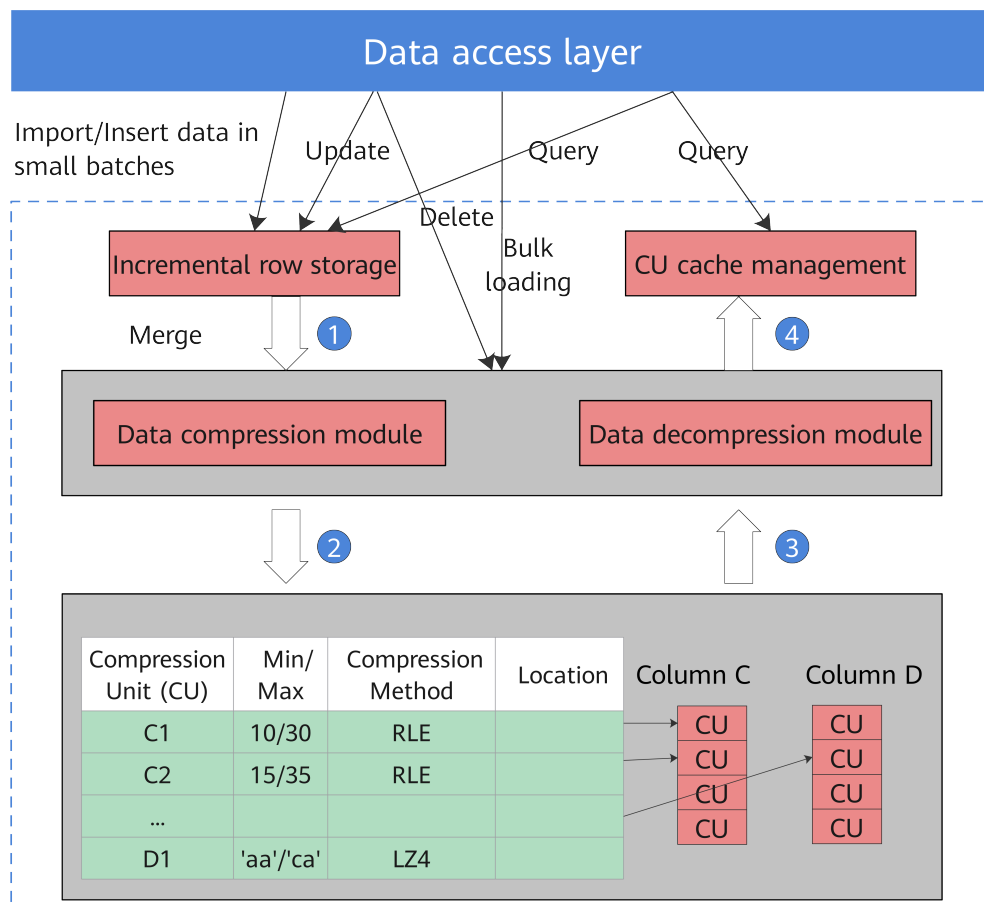 Data access layer
Import/Insert data in
small batches
Update
Query
Query
Delete
Bulk
loading
Incremental row storage
CU cache management
Merge
1
4
Data compression module
Data decompression module
2
3
Compression
Unit (CU)
Min/
Max
Compression
Method
Location
Column C
Column D
C1
10/30
RLE
CU
CU
C2
15/35
RLE
CU
CU
...
CU
CU
D1
'aa'/'ca'
LZ4
CU
CU